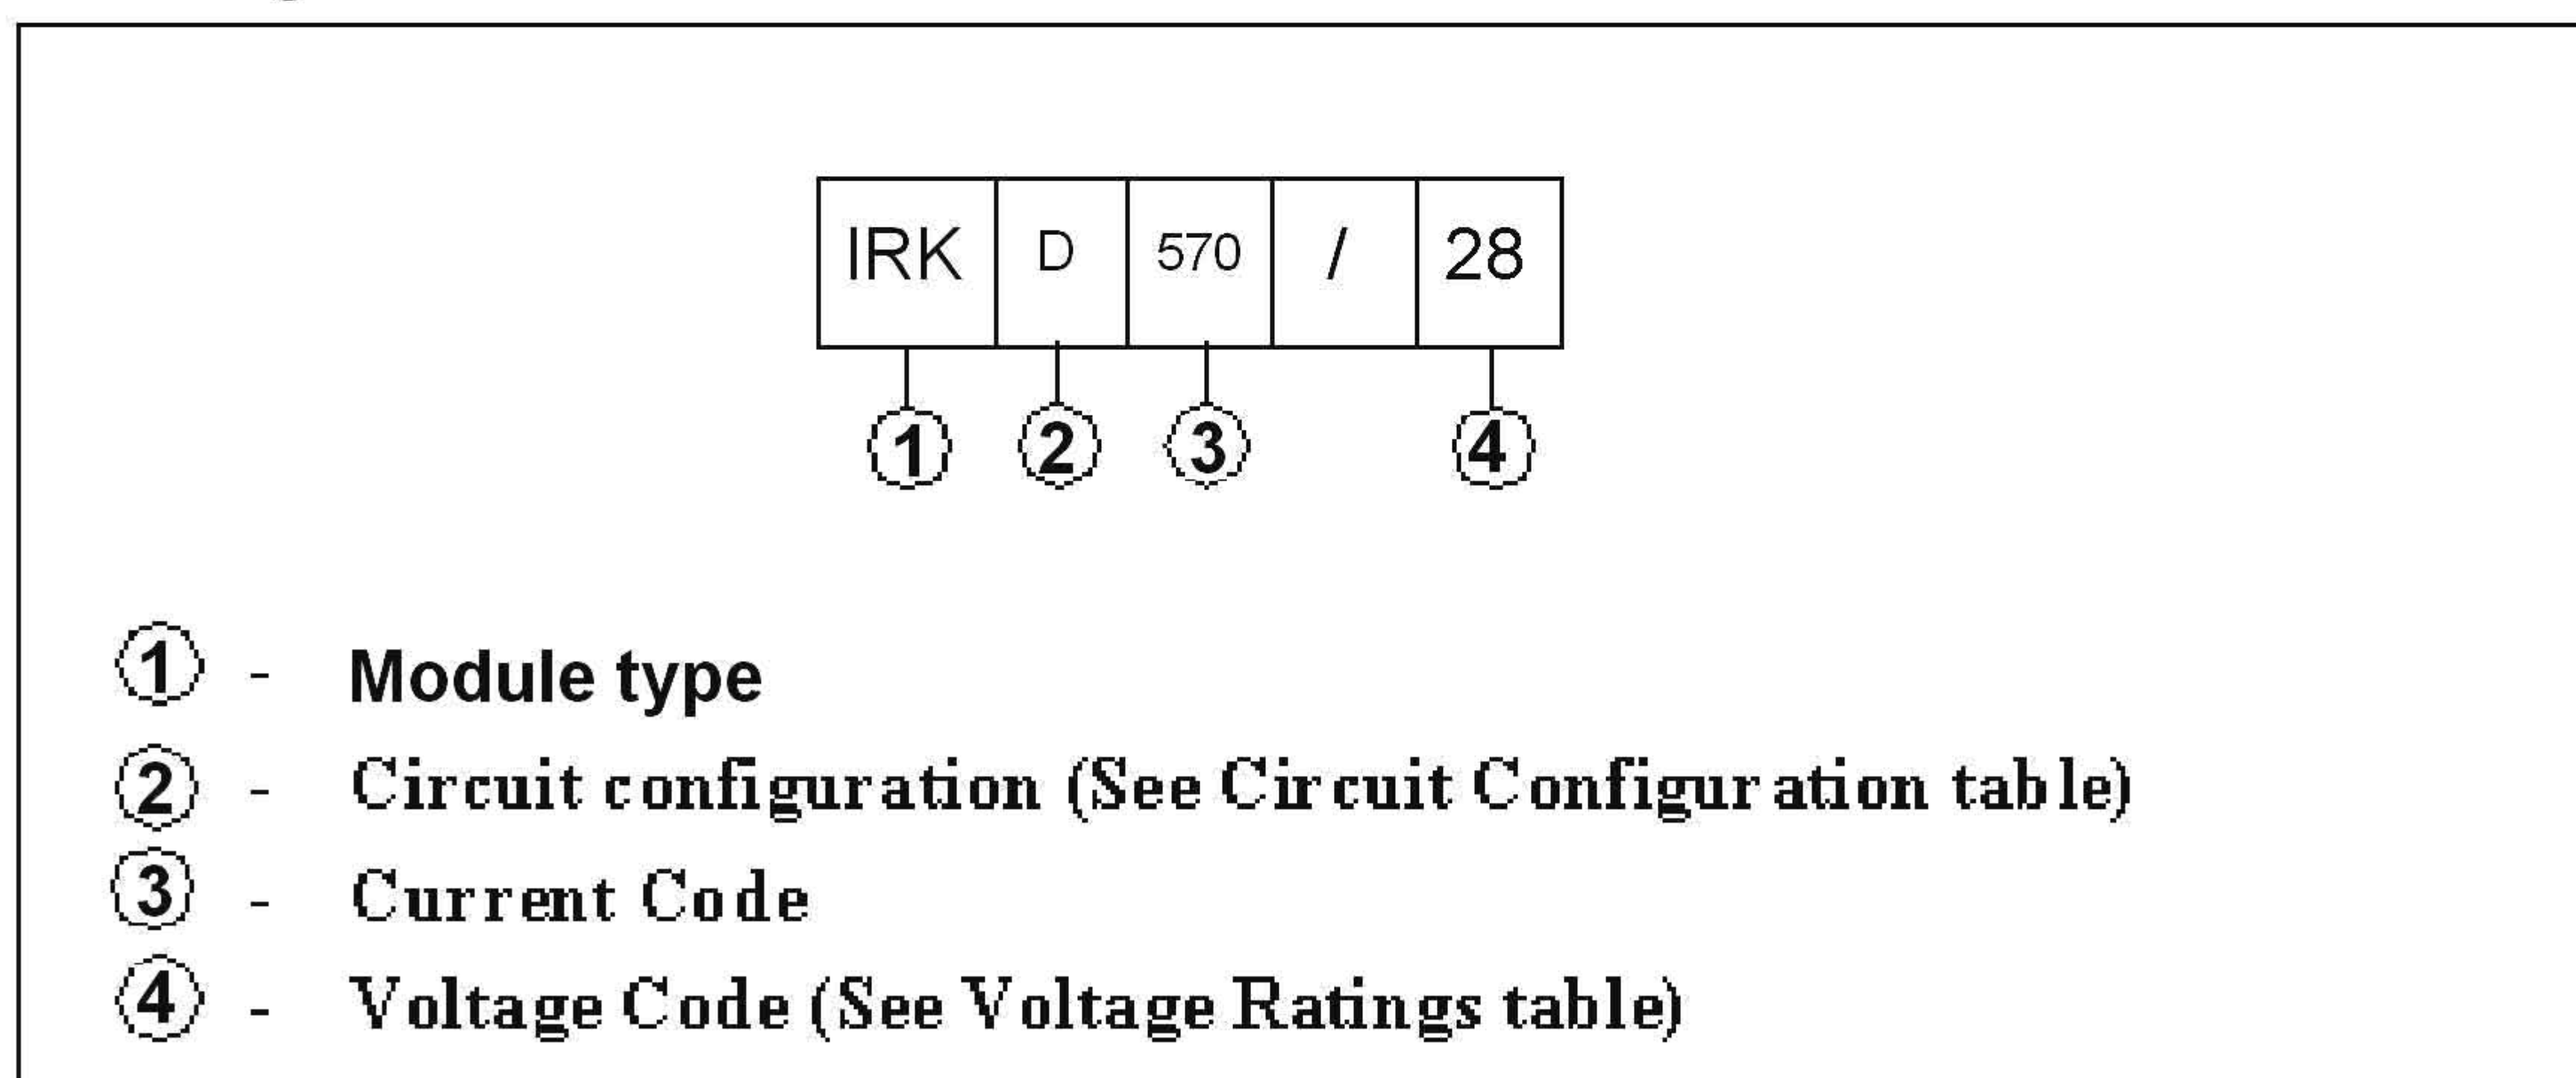 IRK D 570 / 28
1 2 3 4
1 - Module type
2 - Circuit configuration (See Circuit Configuration table)
3 - Current Code
4 - Voltage Code (See Voltage Ratings table)